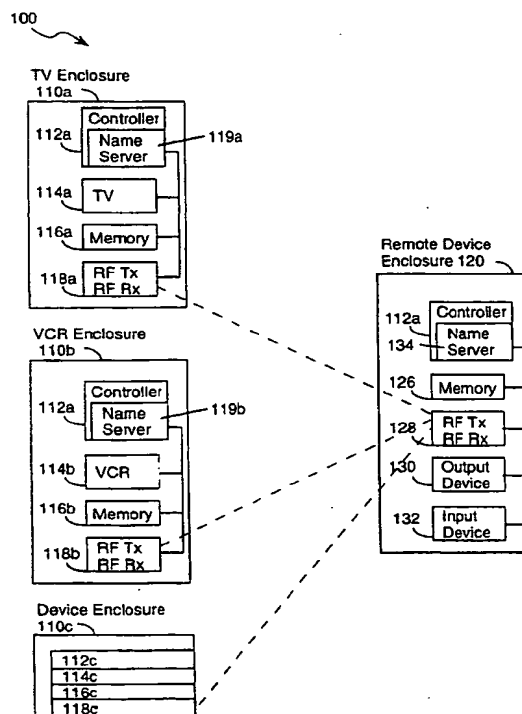 100
TV Enclosure
110a
Controller
112a
Name
Server
119a
114a
TV
116a
Memory
118a
RF Tx
RF Rx
VCR Enclosure
110b
Controller
112a
Name
Server
119b
114b
VCR
116b
Memory
118b
RF Tx
RF Rx
Device Enclosure
110c
112c
114c
116c
118c
Remote Device
Enclosure 120
Controller
112a
Name
134
Server
126
Memory
128
RF Tx
RF Rx
130
Output
Device
132
Input
Device